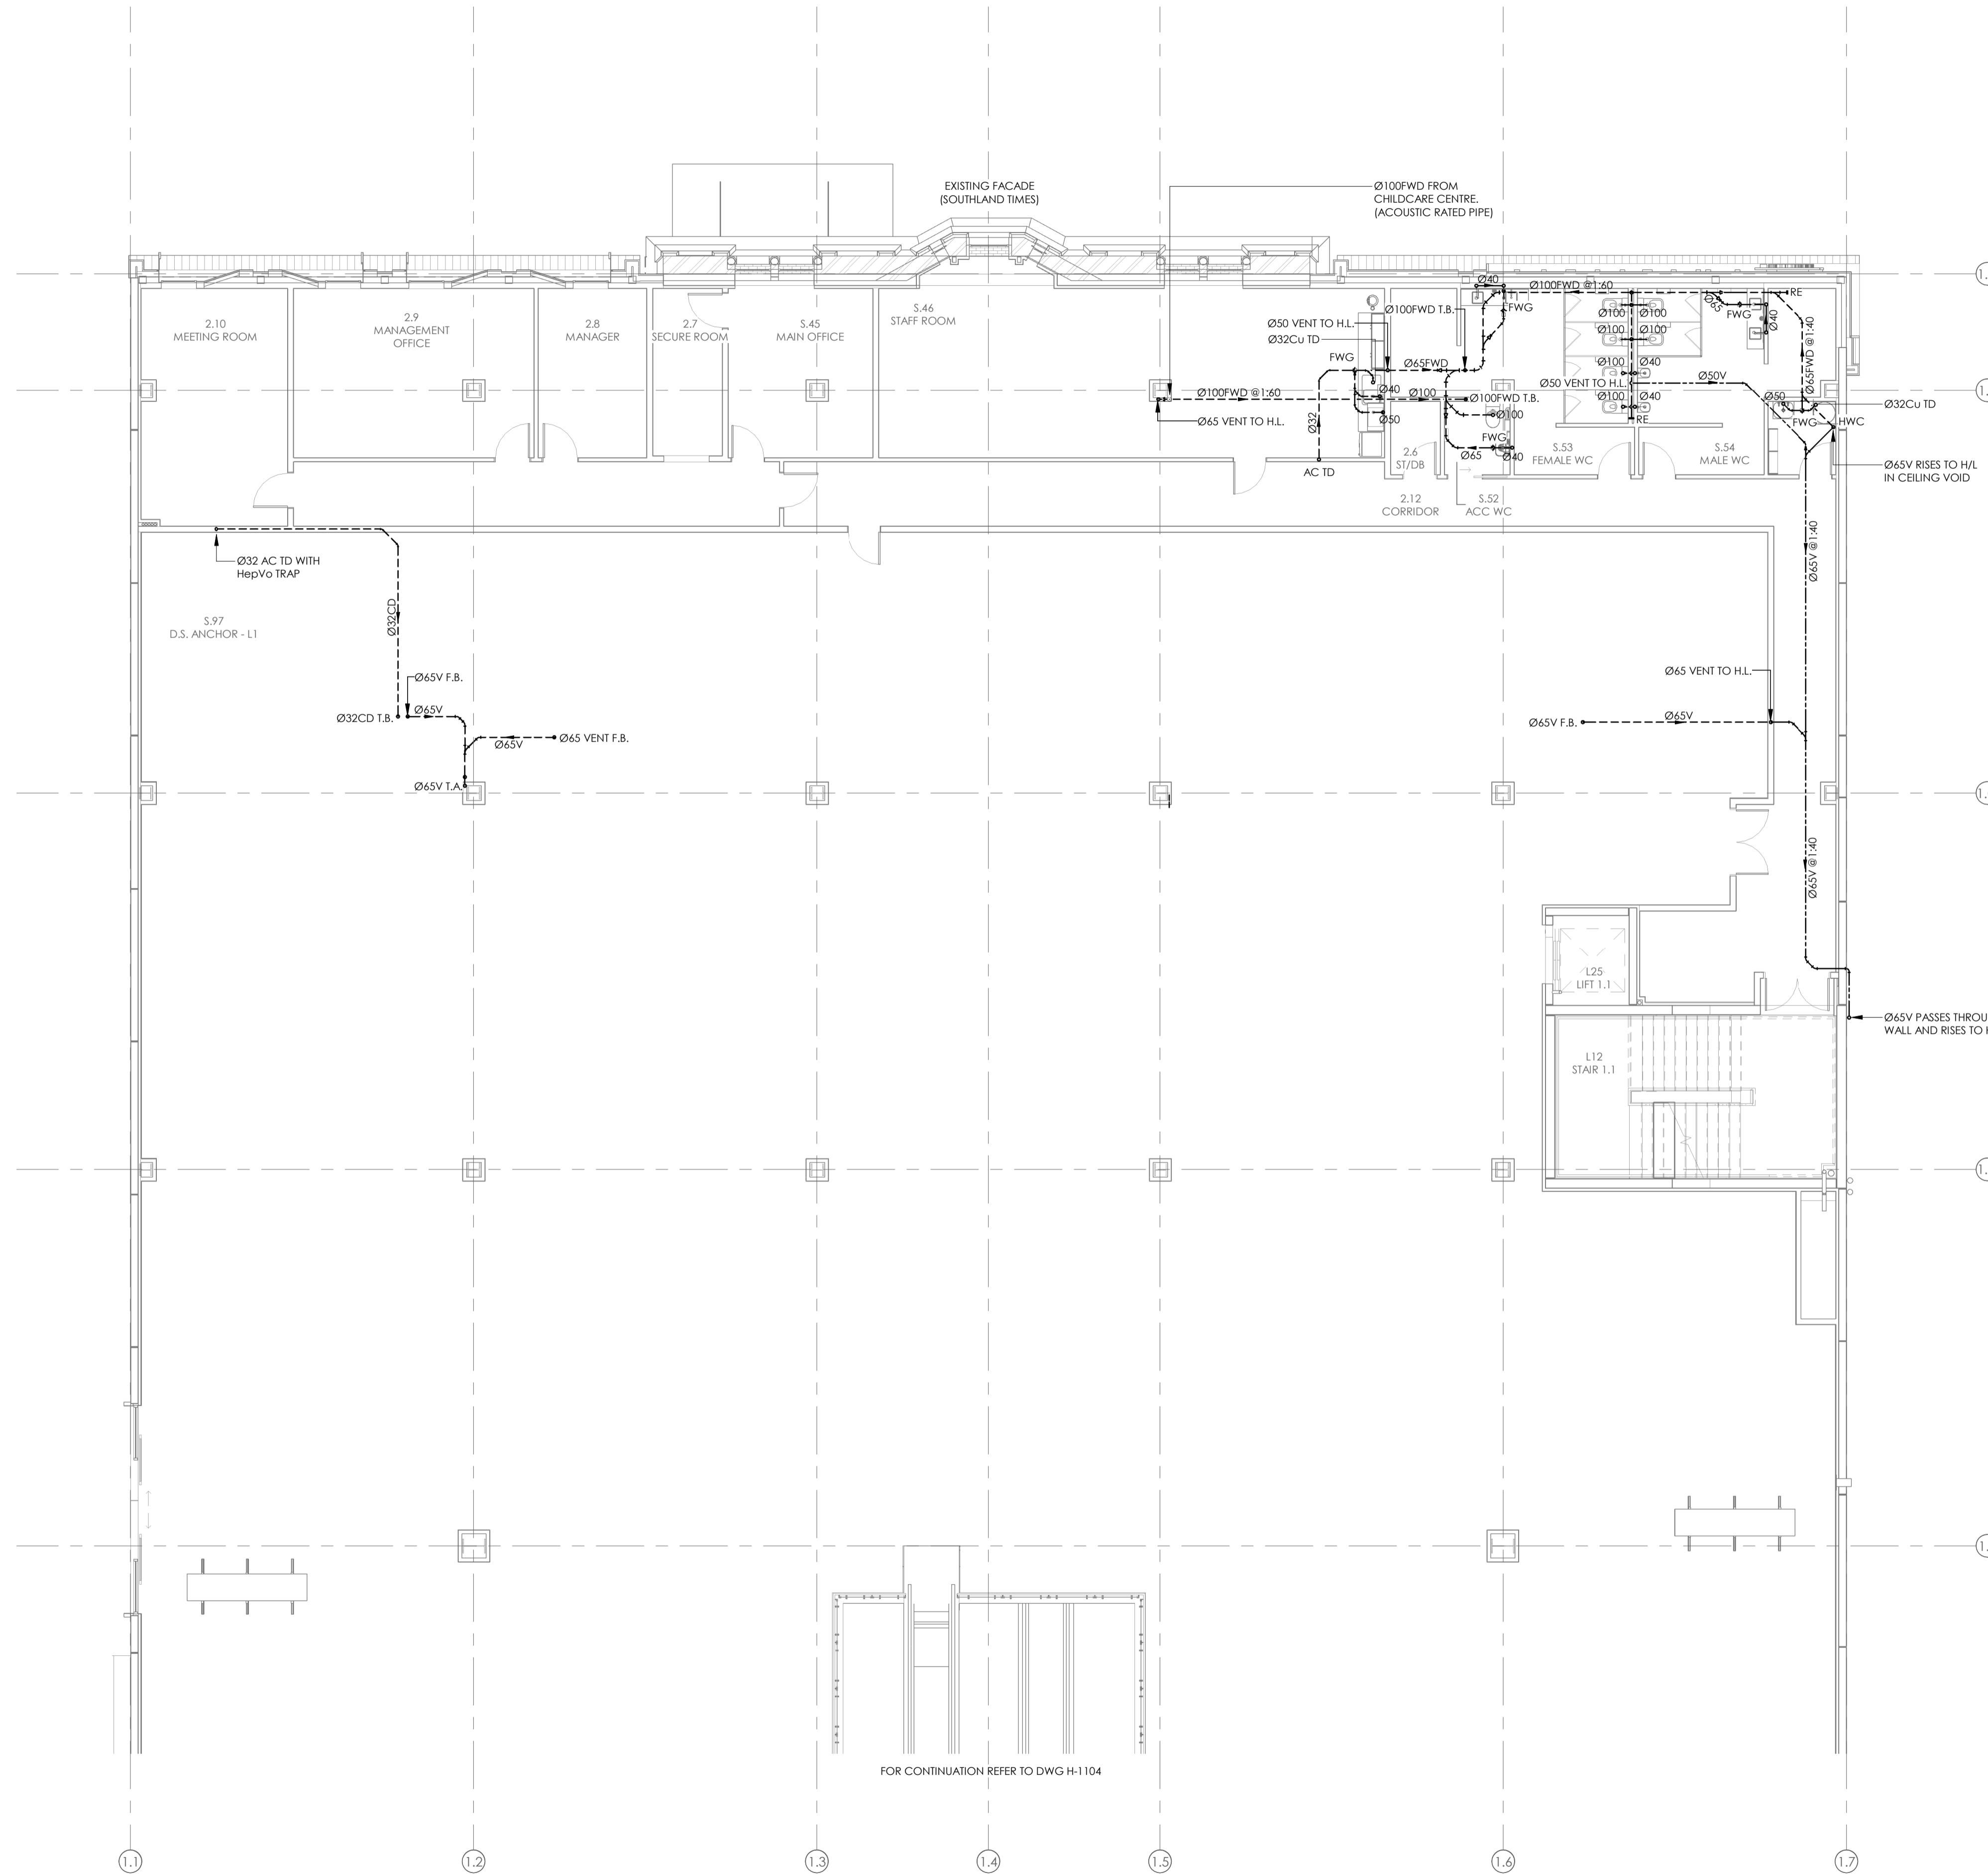 EXISTING FACADE
(SOUTHLAND TIMES)
Ø100FWD FROM
CHILDCARE CENTRE.
(ACOUSTIC RATED PIPE)
2.10
MEETING ROOM
2.9
MANAGEMENT
OFFICE
2.8
MANAGER
2.7
SECURE ROOM
S.45
MAIN OFFICE
S.46
STAFF ROOM
Ø40
Ø100FWD @1:60
RE
FWG
Ø65
FWG
Ø40
Ø100FWD T.B.
Ø50 VENT TO H.L.
Ø32Cu TD
FWG
Ø65FWD
Ø100
Ø100
Ø100
Ø100
Ø100
Ø40
Ø100
Ø40
RE
Ø50 VENT TO H.L.
Ø50V
Ø65FWD @1:40
Ø50
FWG
HWC
Ø32Cu TD
Ø100FWD @1:60
Ø100
Ø100FWD T.B.
Ø40
Ø50
Ø100
FWG
Ø40
Ø65
Ø65 VENT TO H.L.
Ø32
AC TD
2.6
ST/DB
S.53
FEMALE WC
S.54
MALE WC
Ø65V RISES TO H/L
IN CEILING VOID
2.12
CORRIDOR
S.52
ACC WC
Ø32 AC TD WITH
HepVo TRAP
Ø65V @1:40
Ø32CD
S.97
D.S. ANCHOR - L1
Ø65V F.B.
Ø65V
Ø32CD T.B.
Ø65V
Ø65 VENT F.B.
Ø65V T.A.
Ø65 VENT TO H.L.
Ø65V F.B.
Ø65V
Ø65V @1:40
L25
LIFT 1.1
Ø65V PASSES THROU
WALL AND RISES TO
L12
STAIR 1.1
FOR CONTINUATION REFER TO DWG H-1104
1.1
1.2
1.3
1.4
1.5
1.6
1.7